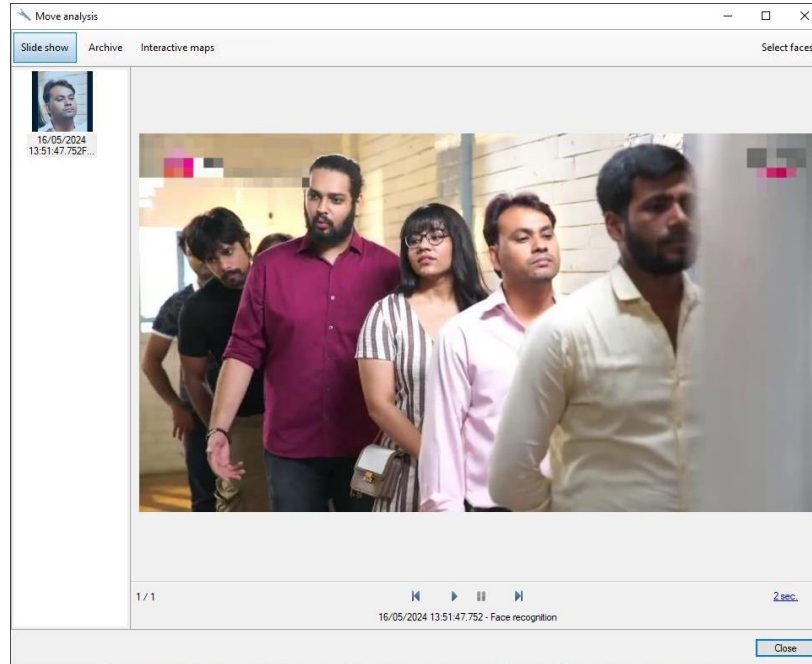 Move analysis
Slide show Archive Interactive maps Select faces
16/05/2024
13:51:47.752F...
1 / 1 2 sec.
16/05/2024 13:51:47.752 - Face recognition
Close